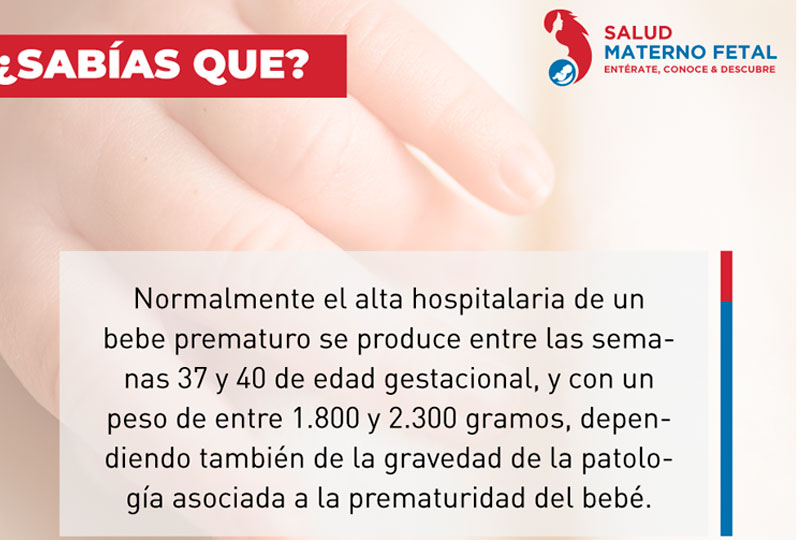 ¿SABÍAS QUE?
SALUD
MATERNO FETAL
ENTÉRATE, CONOCE & DESCUBRE
Normalmente el alta hospitalaria de un
bebe prematuro se produce entre las sema-
nas 37 y 40 de edad gestacional, y con un
peso de entre 1.800 y 2.300 gramos, depen-
diendo también de la gravedad de la patolo-
gía asociada a la prematuridad del bebé.